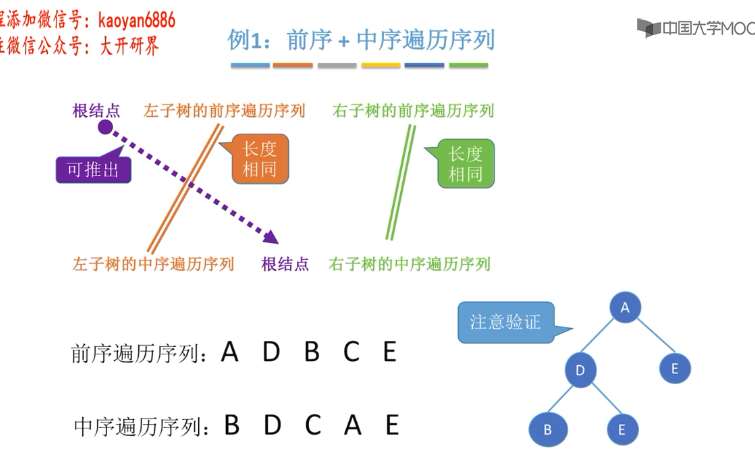 程添加微信号：kaoyan6886
注微信公众号：大开研界
中国大学MOO
例1：前序 + 中序遍历序列
根结点 左子树的前序遍历序列 右子树的前序遍历序列
可推出
长度
相同
长度
相同
左子树的中序遍历序列 根结点 右子树的中序遍历序列
注意验证
A
D
E
B
E
前序遍历序列：A D B C E
中序遍历序列：B D C A E